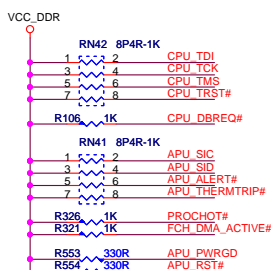 VCC_DDR
RN42 8P4R-1K
1 2 CPU_TDI
3 4 CPU_TCK
5 6 CPU_TMS
7 8 CPU_TRST#
R106 1K CPU_DBREQ#
RN41 8P4R-1K
1 2 APU_SIC
3 4 APU_SID
5 6 APU_ALERT#
7 8 APU_THERMTRIP#
R326 1K PROCHOT#
R321 1K FCH_DMA_ACTIVE#
R553 330R APU_PWRGD
R554 330R APU_RST#